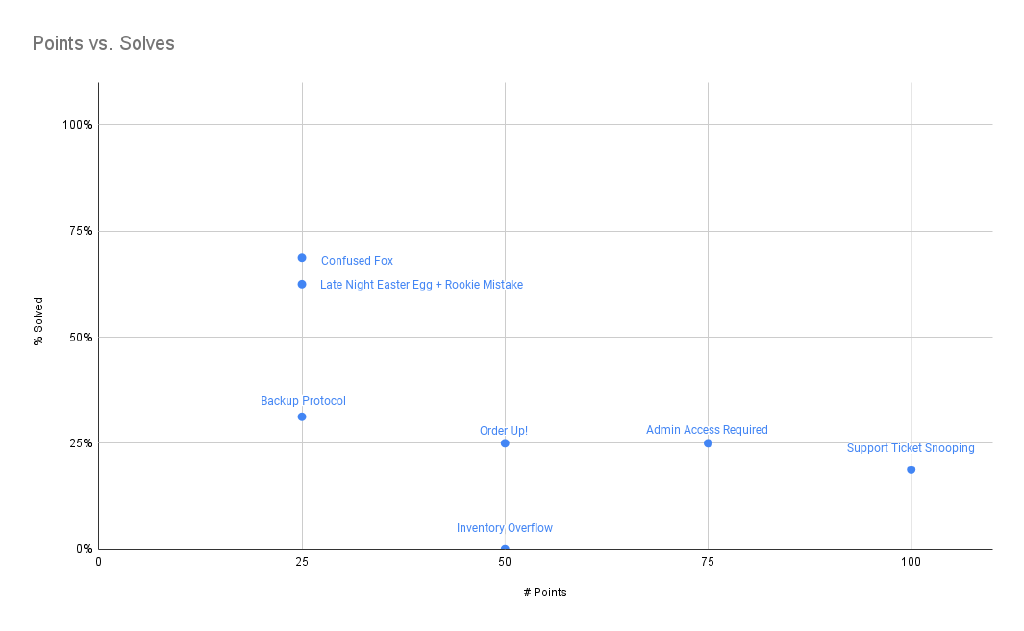 Points vs. Solves
100%
75%
Confused Fox
Late Night Easter Egg + Rookie Mistake
% Solved
50%
Backup Protocol
Order Up!
Admin Access Required
25%
Support Ticket Snooping
Inventory Overflow
0%
0
25
50
75
100
# Points